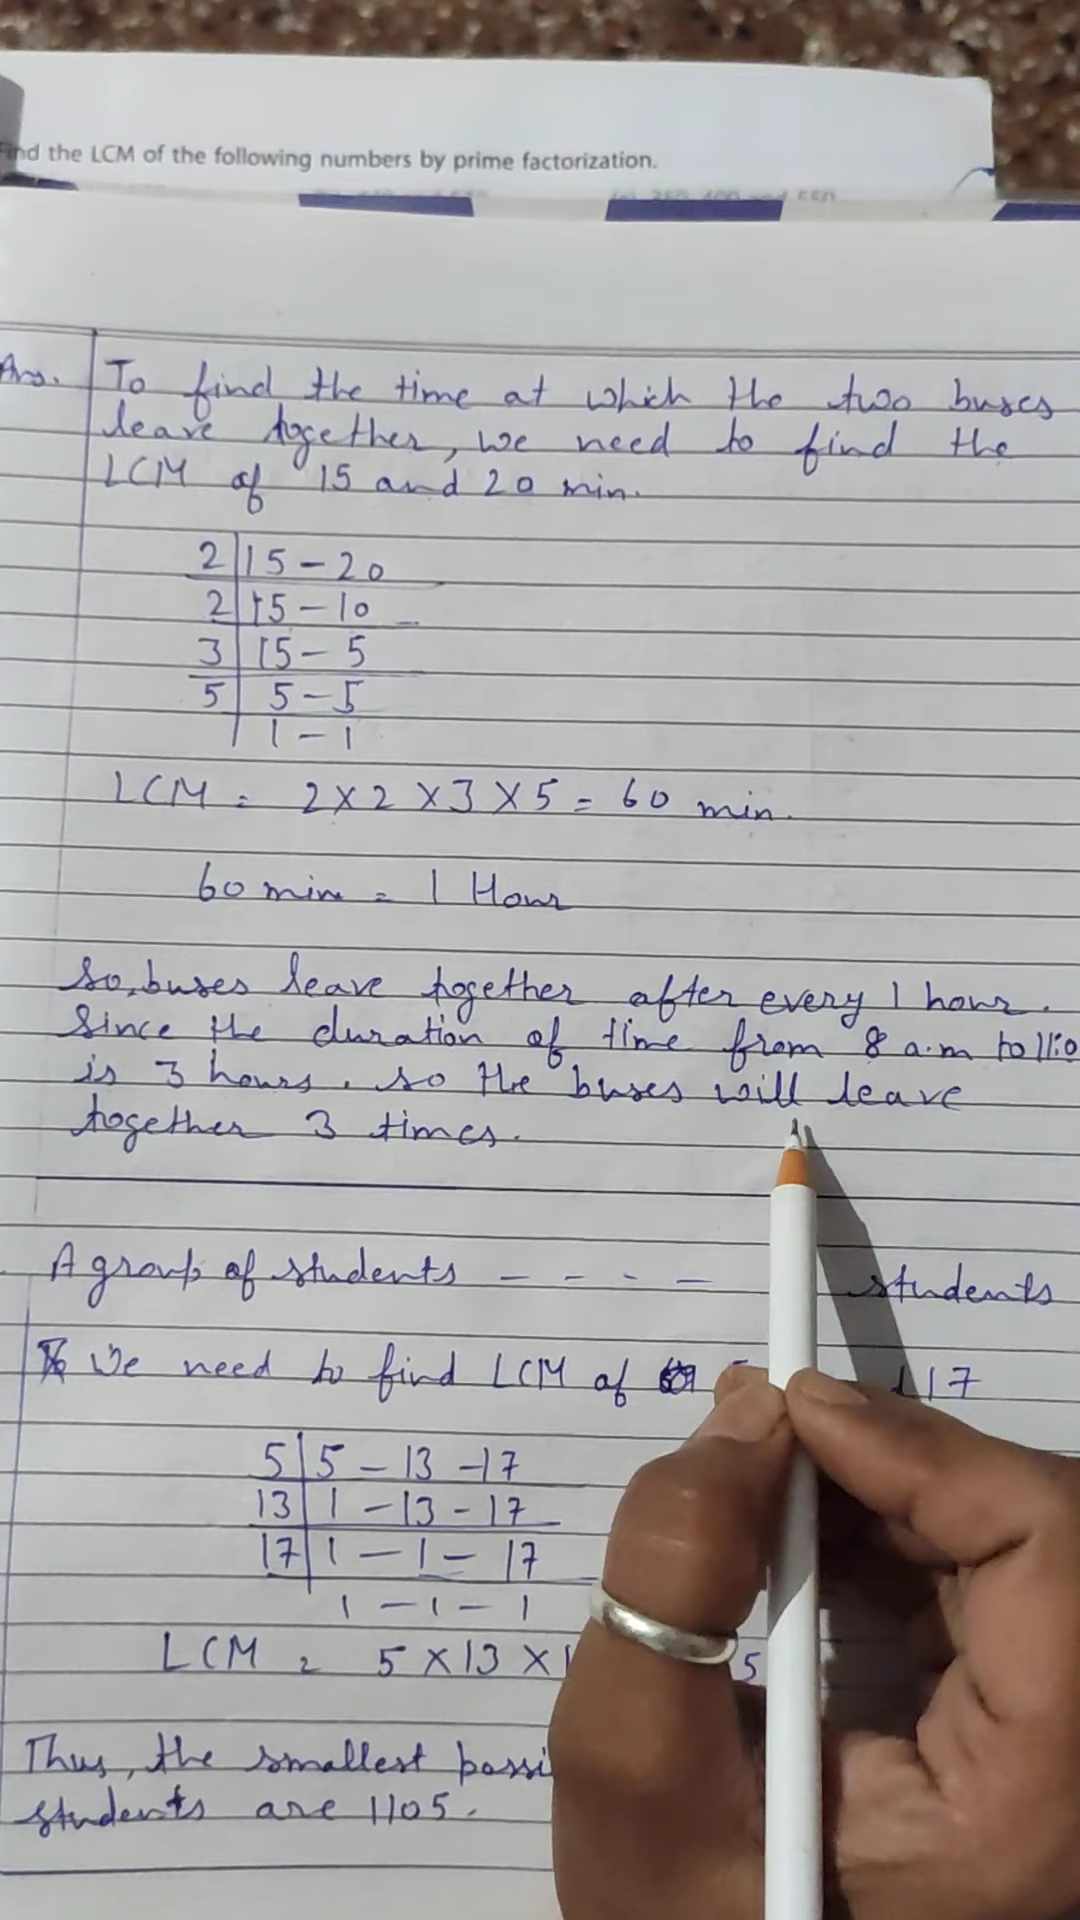 ind the LCM of the following numbers by prime factorization.
Ans. To find the time at which the two buses
leave together, we need to find the
LCM of 15 and 20 min.
2 | 15 - 20
2 | 15 - 10
3 | 15 - 5
5 | 5 - 5
| 1 - 1
LCM = 2 × 2 × 3 × 5 = 60 min.
60 min = 1 Hour
So, buses leave together after every 1 hour.
Since the duration of time from 8 a.m to 11:0
is 3 hours. so the buses will leave
together 3 times.
A group of students - - - - students
We need to find LCM of 17
5 | 5 - 13 - 17
13 | 1 - 13 - 17
17 | 1 - 1 - 17
1 - 1 - 1
LCM = 5 × 13 × 5
Thus, the smallest possi
students are 1105.